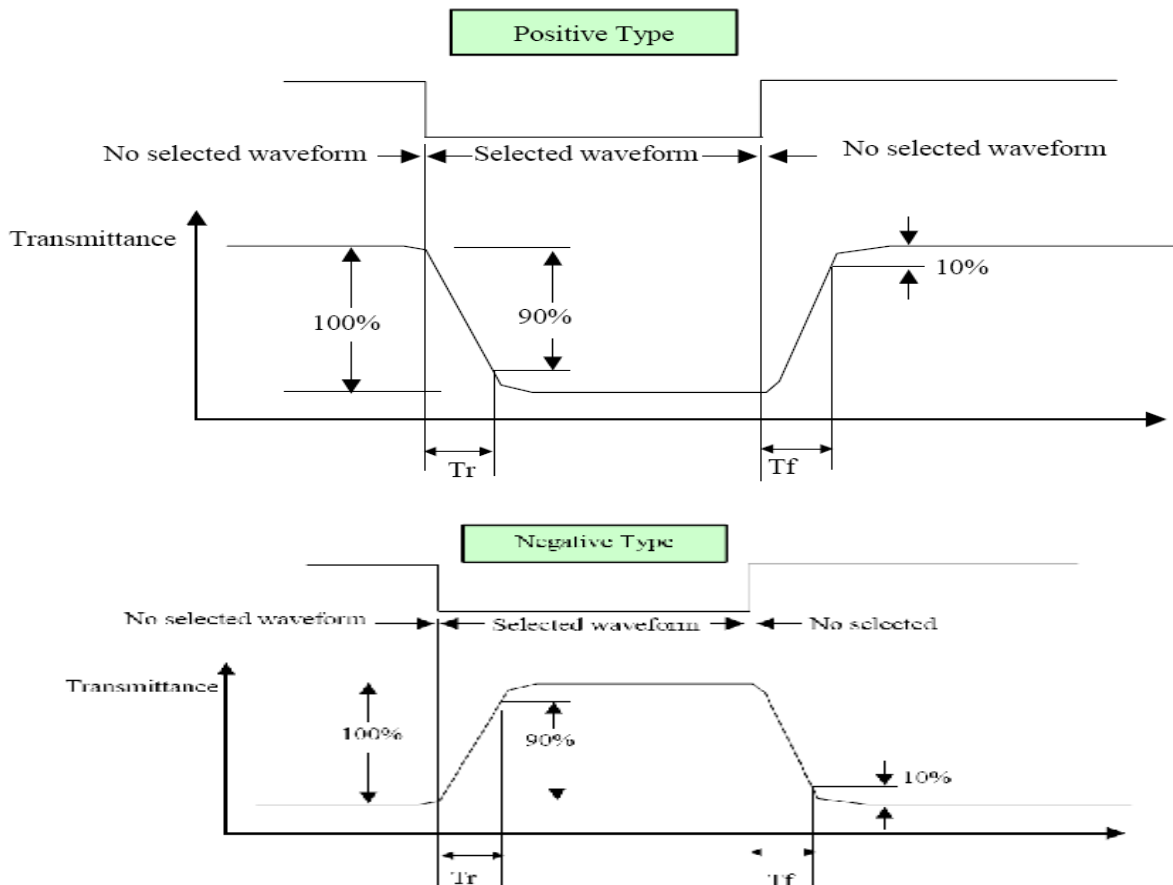 Positive Type
No selected waveform
Selected waveform
No selected waveform
Transmittance
100%
90%
10%
Tr
Tf
Negative Type
No selected waveform
Selected waveform
No selected
Transmittance
100%
90%
10%
Tr
Tf